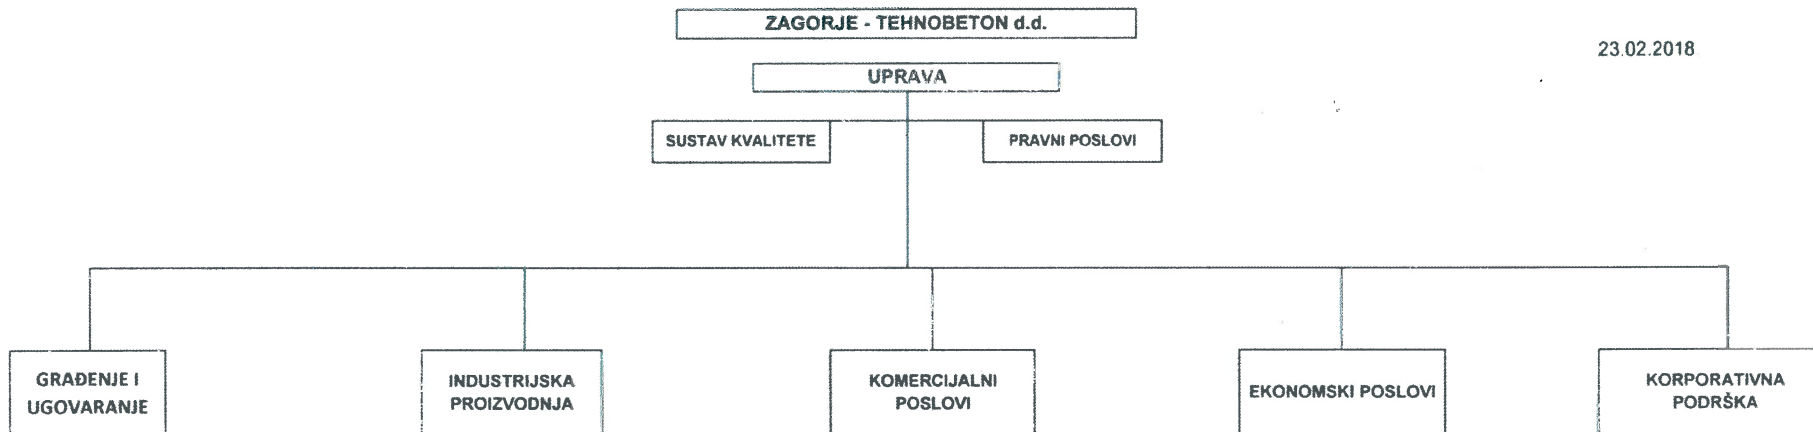 ZAGORJE - TEHNOBETON d.d.
23.02.2018
UPRAVA
SUSTAV KVALITETE
PRAVNI POSLOVI
GRAĐENJE I
UGOVARANJE
INDUSTRIJSKA
PROIZVODNJA
KOMERCIJALNI
POSLOVI
EKONOMSKI POSLOVI
KORPORATIVNA
PODRŠKA